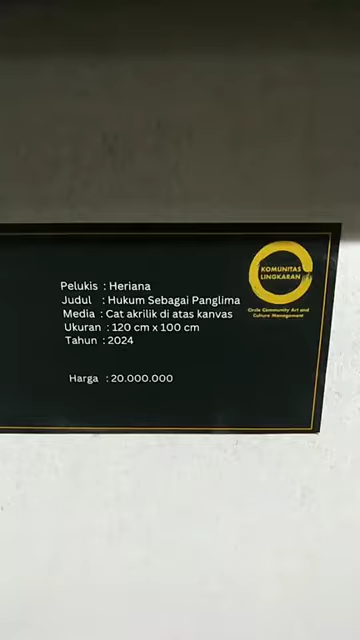 KOMUNITAS
LINGKARAN
Circle Community Art and
Culture Management
Pelukis : Heriana
Judul : Hukum Sebagai Panglima
Media : Cat akrilik di atas kanvas
Ukuran : 120 cm x 100 cm
Tahun : 2024
Harga : 20.000.000